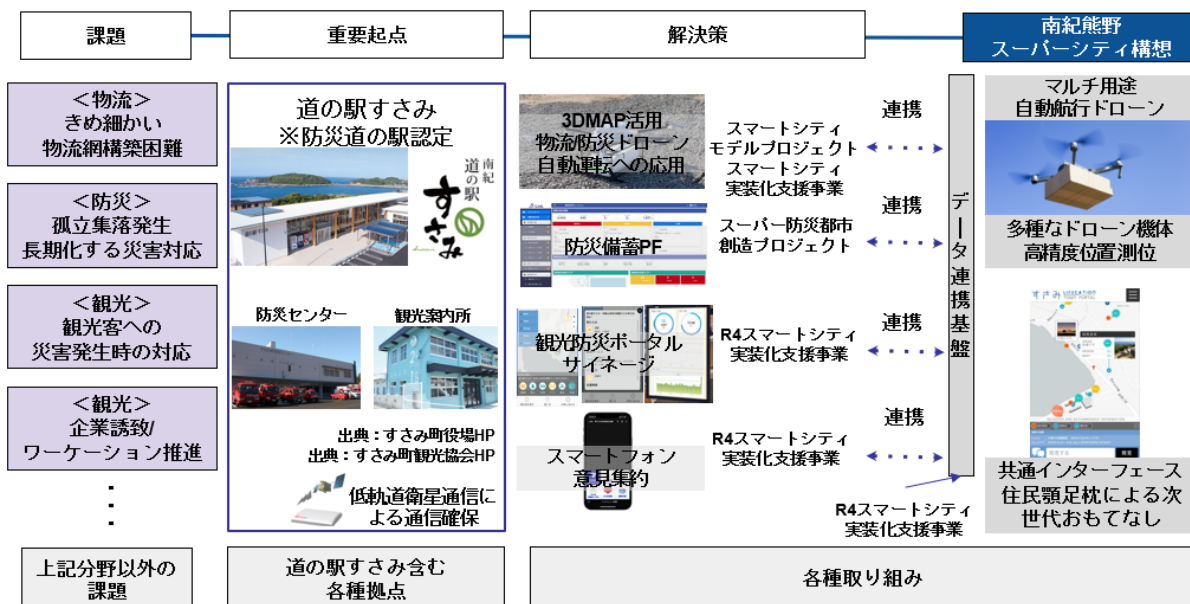 課題
重要起点
解決策
南紀熊野
スーパーシティ構想
＜物流＞
きめ細かい
物流網構築困難
＜防災＞
孤立集落発生
長期化する災害対応
＜観光＞
観光客への
災害発生時の対応
＜観光＞
企業誘致/
ワーケーション推進
上記分野以外の
課題
道の駅すさみ
※防災道の駅認定
南紀
道の駅
すさみ
防災センター
観光案内所
出典：すさみ町役場HP
出典：すさみ町観光協会HP
低軌道衛星通信に
よる通信確保
道の駅すさみ含む
各種拠点
3DMAP活用
物流/防災ドローン
自動運転への応用
スマートシティ
モデルプロジェクト
スマートシティ
実装化支援事業
連携
防災備蓄PF
スーパー防災都市
創造プロジェクト
連携
観光防災ポータル
サイネージ
R4スマートシティ
実装化支援事業
連携
スマートフォン
意見集約
R4スマートシティ
実装化支援事業
連携
データ連携基盤
R4スマートシティ
実装化支援事業
各種取り組み
マルチ用途
自動航行ドローン
多種なドローン機体
高精度位置測位
すさみ
共通インターフェース
住民顎足枕による次
世代おもてなし